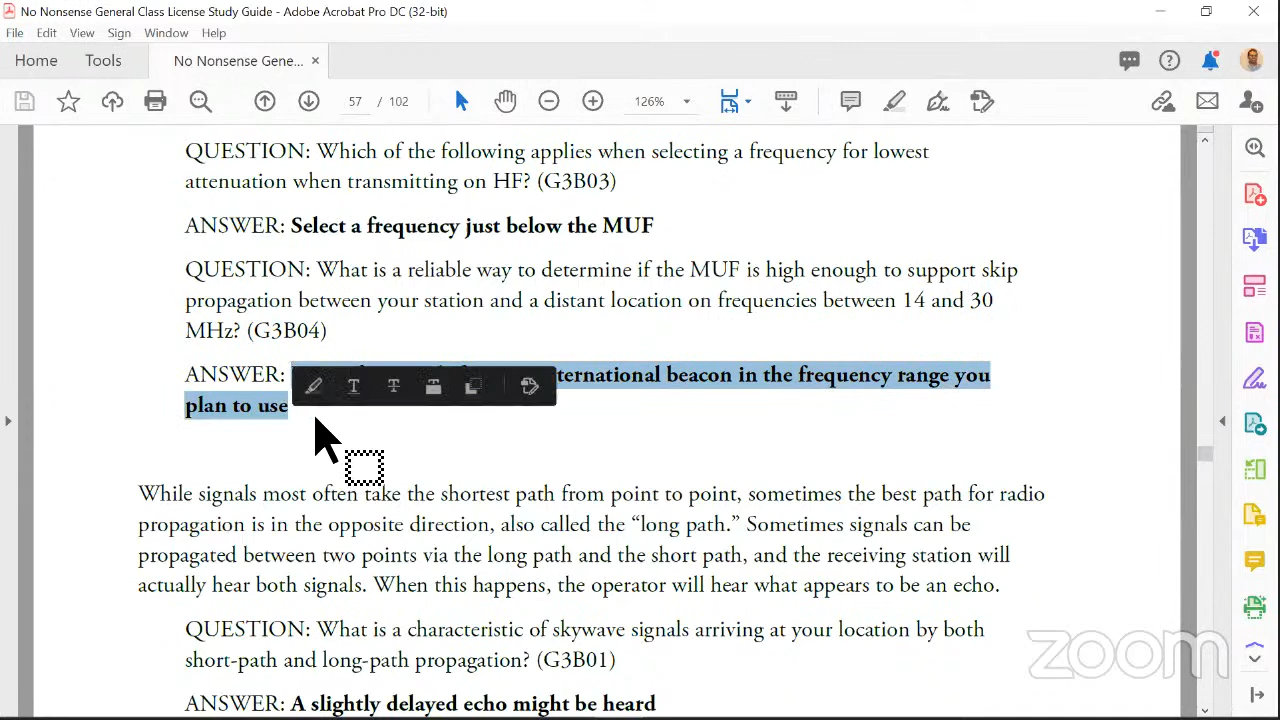 No Nonsense General Class License Study Guide - Adobe Acrobat Pro DC (32-bit)
File Edit View Sign Window Help
Home Tools No Nonsense Gene... ×
57 / 102 126%
QUESTION: Which of the following applies when selecting a frequency for lowest
attenuation when transmitting on HF? (G3B03)
ANSWER: Select a frequency just below the MUF
QUESTION: What is a reliable way to determine if the MUF is high enough to support skip
propagation between your station and a distant location on frequencies between 14 and 30
MHz? (G3B04)
ANSWER: ternational beacon in the frequency range you
plan to use
While signals most often take the shortest path from point to point, sometimes the best path for radio
propagation is in the opposite direction, also called the “long path.” Sometimes signals can be
propagated between two points via the long path and the short path, and the receiving station will
actually hear both signals. When this happens, the operator will hear what appears to be an echo.
QUESTION: What is a characteristic of skywave signals arriving at your location by both
short-path and long-path propagation? (G3B01)
ANSWER: A slightly delayed echo might be heard
zoom